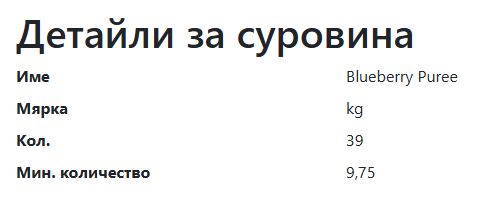 Детайли за суровина
Име Blueberry Puree
Мярка kg
Кол. 39
Мин. количество 9,75